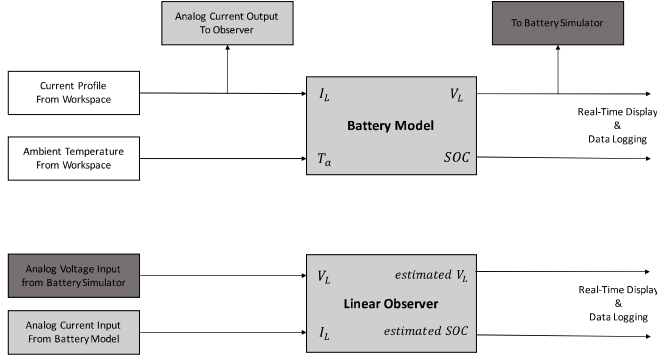 Analog Current Output
To Observer
To Battery Simulator
Current Profile
From Workspace
I_L
V_L
Battery Model
Real-Time Display
&
Data Logging
Ambient Temperature
From Workspace
T_a
SOC
Analog Voltage Input
from Battery Simulator
V_L
estimated V_L
Linear Observer
Real-Time Display
&
Data Logging
Analog Current Input
From Battery Model
I_L
estimated SOC